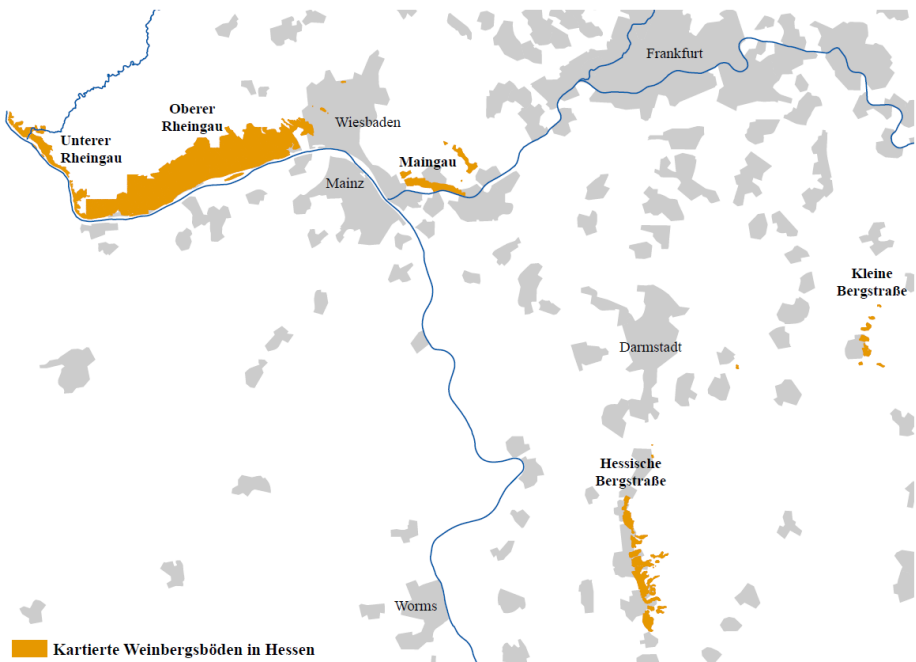 Frankfurt
Oberer
Rheingau
Wiesbaden
Unterer
Rheingau
Maingau
Mainz
Kleine
Bergstraße
Darmstadt
Hessische
Bergstraße
Worms
Kartierte Weinbergsböden in Hessen